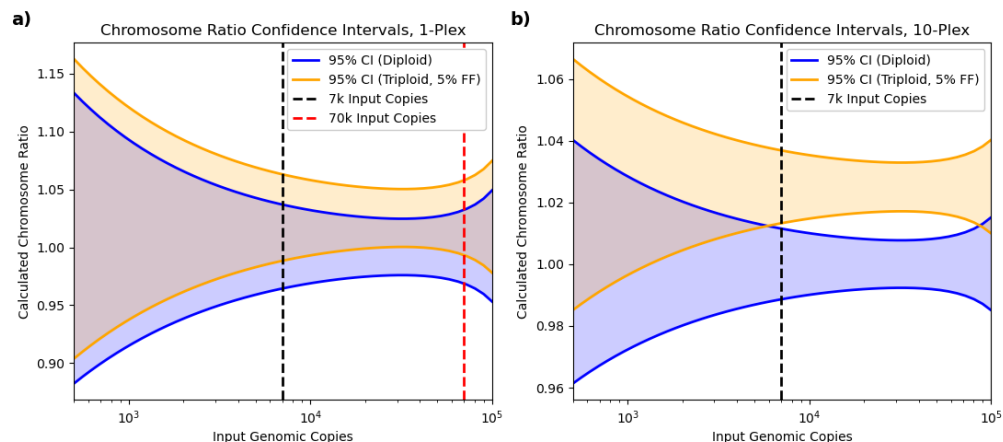 a)
Chromosome Ratio Confidence Intervals, 1-Plex
Calculated Chromosome Ratio
1.15
1.10
1.05
1.00
0.95
0.90
95% CI (Diploid)
95% CI (Triploid, 5% FF)
7k Input Copies
70k Input Copies
10³
10⁴
10⁵
Input Genomic Copies
b)
Chromosome Ratio Confidence Intervals, 10-Plex
Calculated Chromosome Ratio
1.06
1.04
1.02
1.00
0.98
0.96
95% CI (Diploid)
95% CI (Triploid, 5% FF)
7k Input Copies
10³
10⁴
10⁵
Input Genomic Copies